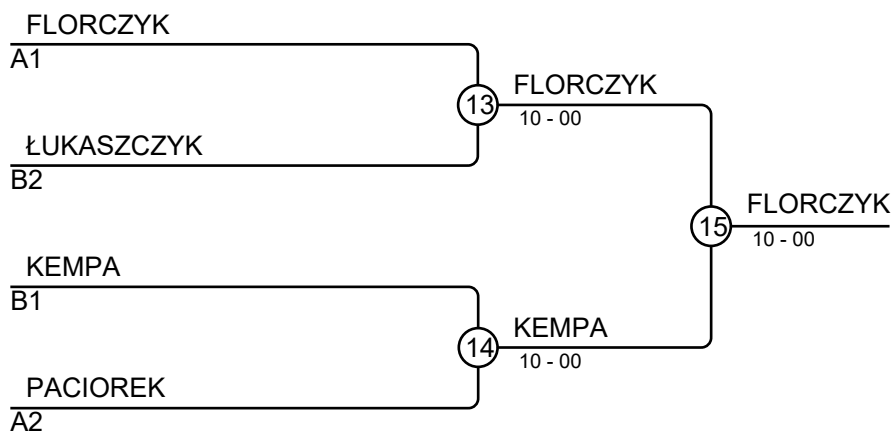 FLORCZYK
A1
13
FLORCZYK
10 - 00
ŁUKASZCZYK
B2
15
FLORCZYK
10 - 00
KEMPA
B1
14
KEMPA
10 - 00
PACIOREK
A2